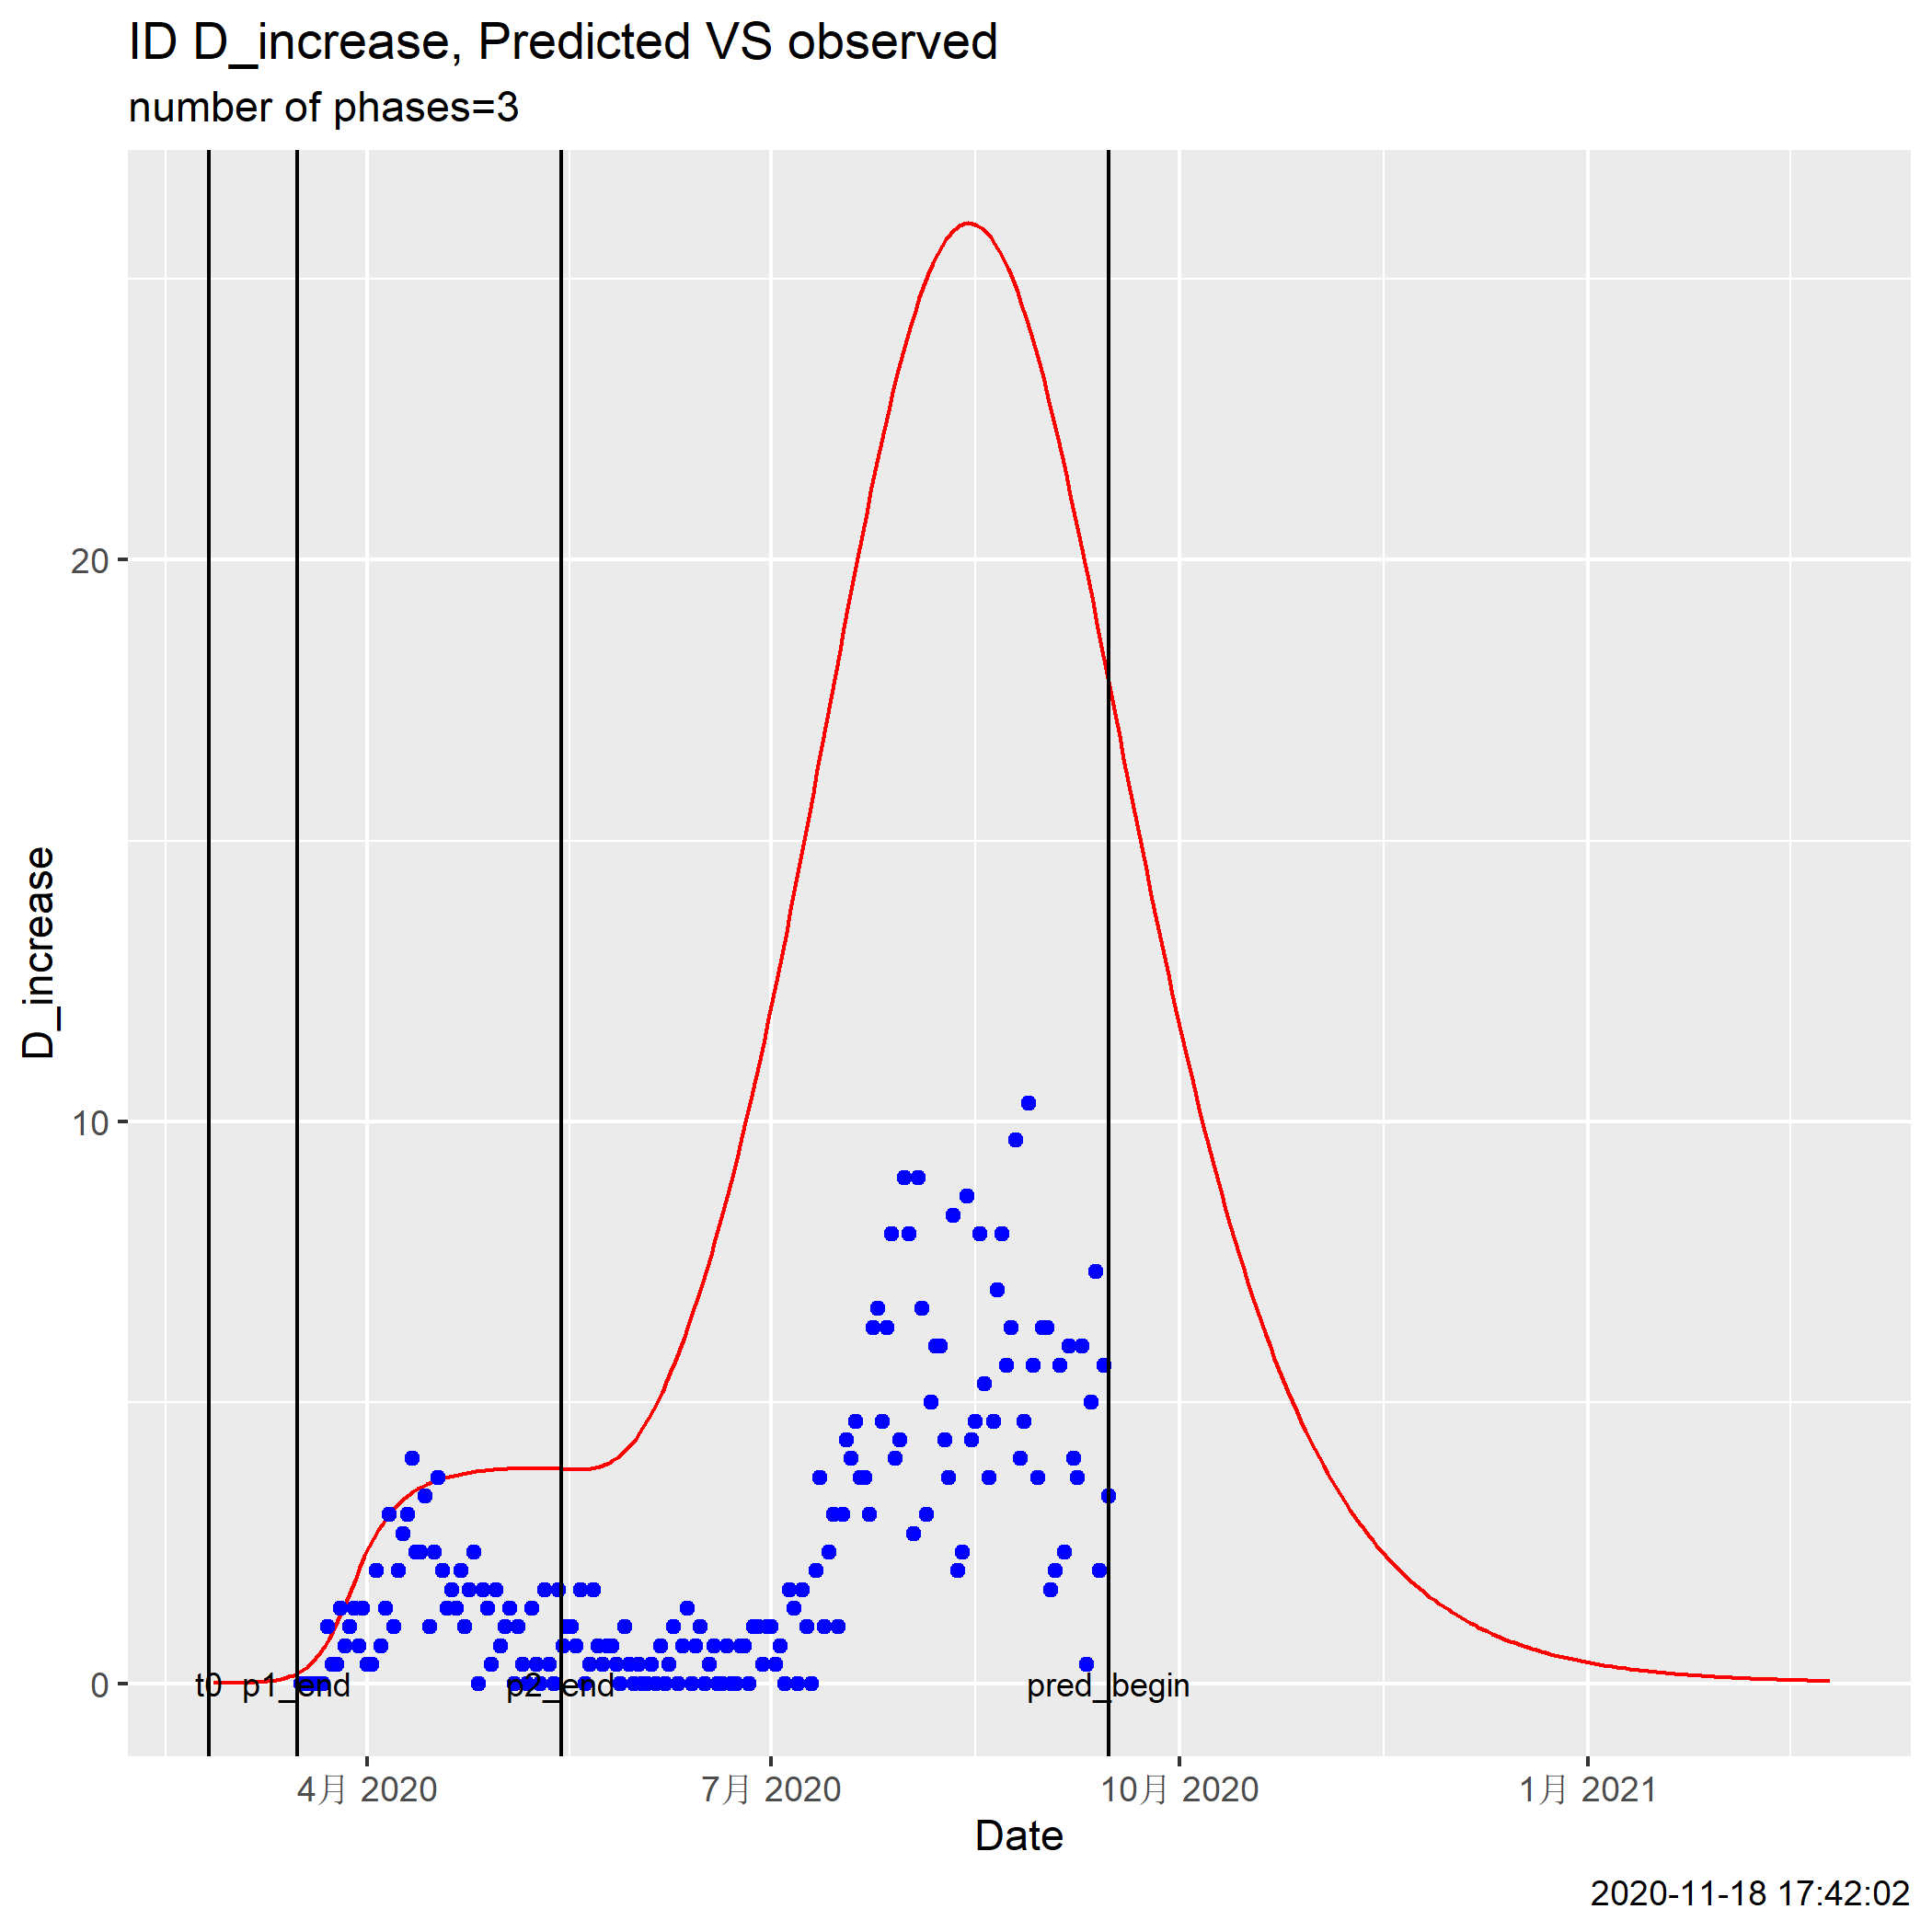 ID D_increase, Predicted VS observed
number of phases=3
D_increase
20
10
0
t0 p1_end p2_end pred_begin
4月 2020 7月 2020 10月 2020 1月 2021
Date
2020-11-18 17:42:02